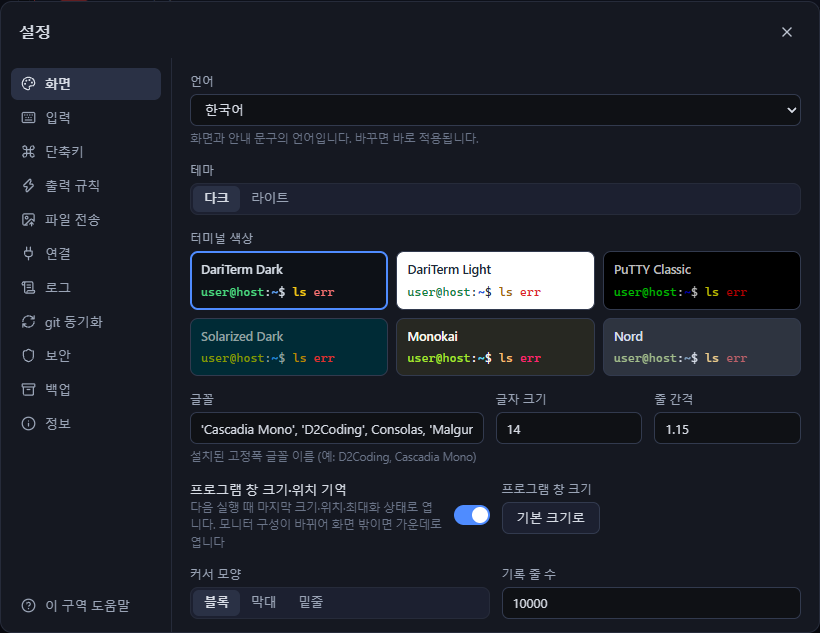 설정
화면
입력
단축키
출력 규칙
파일 전송
연결
로그
git 동기화
보안
백업
정보
이 구역 도움말
언어
한국어
화면과 안내 문구의 언어입니다. 바꾸면 바로 적용됩니다.
테마
다크 라이트
터미널 색상
DariTerm Dark
user@host:~$ ls err
DariTerm Light
user@host:~$ ls err
PuTTY Classic
user@host:~$ ls err
Solarized Dark
user@host:~$ ls err
Monokai
user@host:~$ ls err
Nord
user@host:~$ ls err
글꼴
'Cascadia Mono', 'D2Coding', Consolas, 'Malgur
설치된 고정폭 글꼴 이름 (예: D2Coding, Cascadia Mono)
글자 크기
14
줄 간격
1.15
프로그램 창 크기·위치 기억
다음 실행 때 마지막 크기·위치·최대화 상태로 엽
니다. 모니터 구성이 바뀌어 화면 밖이면 가운데로
엽니다
프로그램 창 크기
기본 크기로
커서 모양
블록 막대 밑줄
기록 줄 수
10000